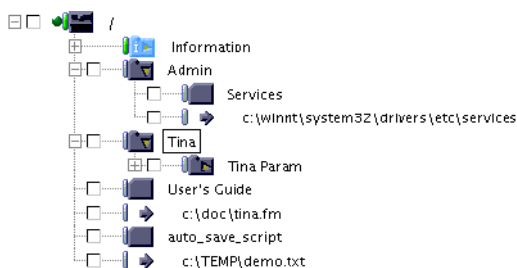 /
Information
Admin
Services
c:\winnt\system32\drivers\etc\services
Tina
Tina Param
User's Guide
c:\doc\tina.fm
auto_save_script
c:\TEMP\demo.txt